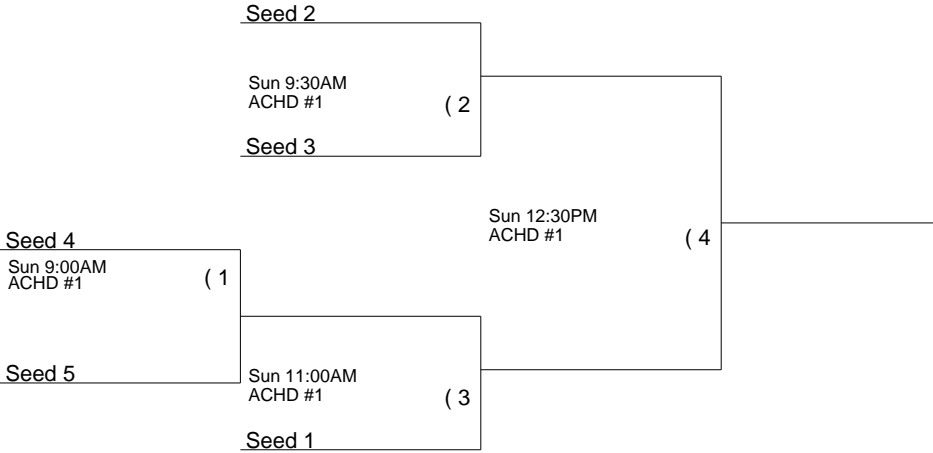 Seed 2
Sun 9:30AM
ACHD #1
( 2
Seed 3
Sun 12:30PM
ACHD #1
( 4
Seed 4
Sun 9:00AM
ACHD #1
( 1
Seed 5
Sun 11:00AM
ACHD #1
( 3
Seed 1